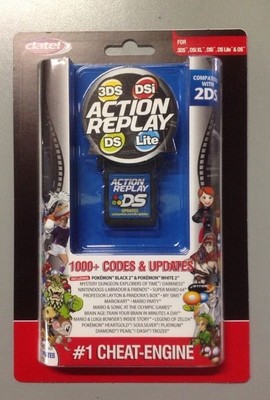 datel
FOR
3DS, DSi XL, DSi, DS Lite & DS
COMPATIBLE
WITH
2DS
3DS DSi
ACTION
REPLAY
DS Lite
ACTION
REPLAY
DS
1000+ CODES & UPDATES
POKÉMON BLACK 2 & POKÉMON WHITE 2
MYSTERY DUNGEON EXPLORERS OF TIME / DARKNESS
NINTENDOGS LABRADOR & FRIENDS • SUPER MARIO 64
PROFESSOR LAYTON & PANDORA'S BOX • MY SIMS
MARIOKART • MARIO PARTY
MARIO & SONIC AT THE OLYMPIC GAMES
BRAIN AGE: TRAIN YOUR BRAIN IN MINUTES A DAY
MARIO & LUIGI BOWSER'S INSIDE STORY • LEGEND OF ZELDA
POKÉMON HEARTGOLD / SOULSILVER / PLATINUM
DIAMOND / PEARL / DASH / TROZEI
#1 CHEAT-ENGINE